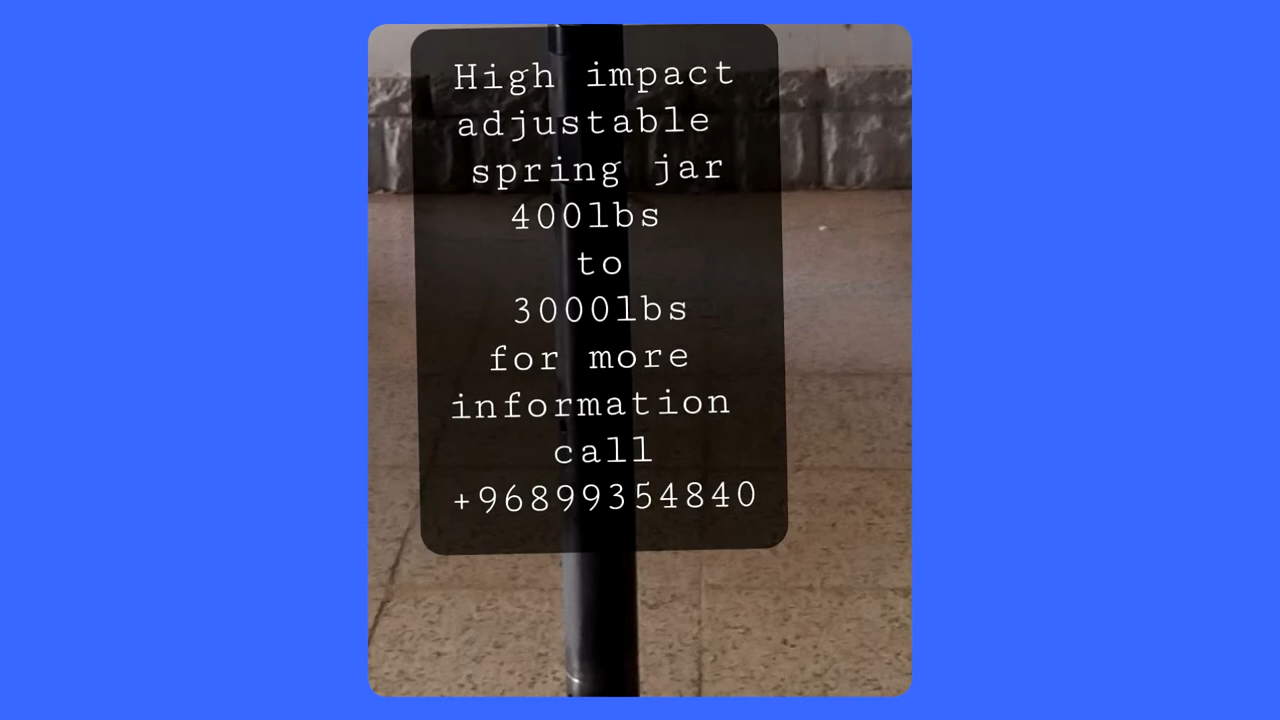 High impact
adjustable
spring jar
400lbs
to
3000lbs
for more
information
call
+96899354840